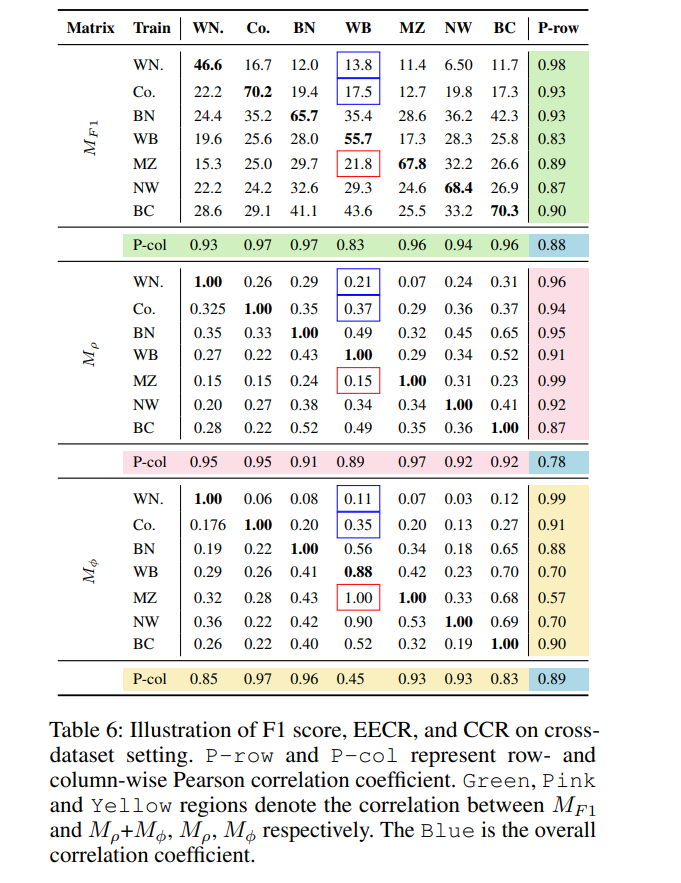 Matrix Train WN. Co. BN WB MZ NW BC P-row
M_F1
WN. 46.6 16.7 12.0 13.8 11.4 6.50 11.7 0.98
Co. 22.2 70.2 19.4 17.5 12.7 19.8 17.3 0.93
BN 24.4 35.2 65.7 35.4 28.6 36.2 42.3 0.93
WB 19.6 25.6 28.0 55.7 17.3 28.3 25.8 0.83
MZ 15.3 25.0 29.7 21.8 67.8 32.2 26.6 0.89
NW 22.2 24.2 32.6 29.3 24.6 68.4 26.9 0.87
BC 28.6 29.1 41.1 43.6 25.5 33.2 70.3 0.90
P-col 0.93 0.97 0.97 0.83 0.96 0.94 0.96 0.88
M_ρ
WN. 1.00 0.26 0.29 0.21 0.07 0.24 0.31 0.96
Co. 0.325 1.00 0.35 0.37 0.29 0.36 0.37 0.94
BN 0.35 0.33 1.00 0.49 0.32 0.45 0.65 0.95
WB 0.27 0.22 0.43 1.00 0.29 0.34 0.52 0.91
MZ 0.15 0.15 0.24 0.15 1.00 0.31 0.23 0.99
NW 0.20 0.27 0.38 0.34 0.34 1.00 0.41 0.92
BC 0.28 0.22 0.52 0.49 0.35 0.36 1.00 0.87
P-col 0.95 0.95 0.91 0.89 0.97 0.92 0.92 0.78
M_ϕ
WN. 1.00 0.06 0.08 0.11 0.07 0.03 0.12 0.99
Co. 0.176 1.00 0.20 0.35 0.20 0.13 0.27 0.91
BN 0.19 0.22 1.00 0.56 0.34 0.18 0.65 0.88
WB 0.29 0.26 0.41 0.88 0.42 0.23 0.70 0.70
MZ 0.32 0.28 0.43 1.00 1.00 0.33 0.68 0.57
NW 0.36 0.22 0.42 0.90 0.53 1.00 0.69 0.70
BC 0.26 0.22 0.40 0.52 0.32 0.19 1.00 0.90
P-col 0.85 0.97 0.96 0.45 0.93 0.93 0.83 0.89
Table 6: Illustration of F1 score, EECR, and CCR on cross-
dataset setting. P-row and P-col represent row- and
column-wise Pearson correlation coefficient. Green, Pink
and Yellow regions denote the correlation between M_F1
and M_ρ+M_ϕ, M_ρ, M_ϕ respectively. The Blue is the overall
correlation coefficient.